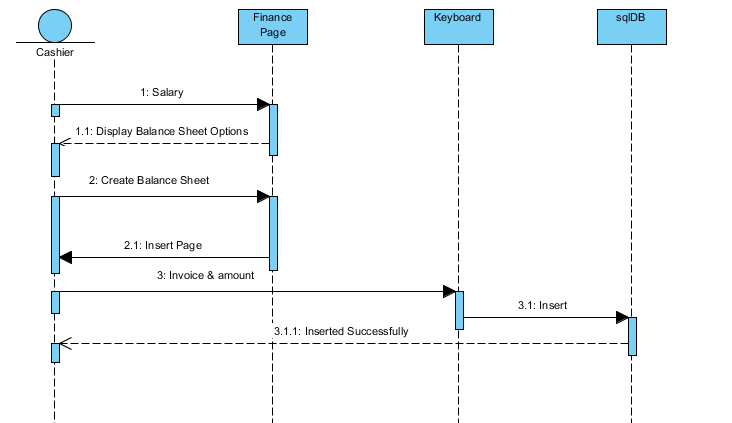 Finance
Page
Keyboard
sqlDB
Cashier
1: Salary
1.1: Display Balance Sheet Options
2: Create Balance Sheet
2.1: Insert Page
3: Invoice & amount
3.1: Insert
3.1.1: Inserted Successfully